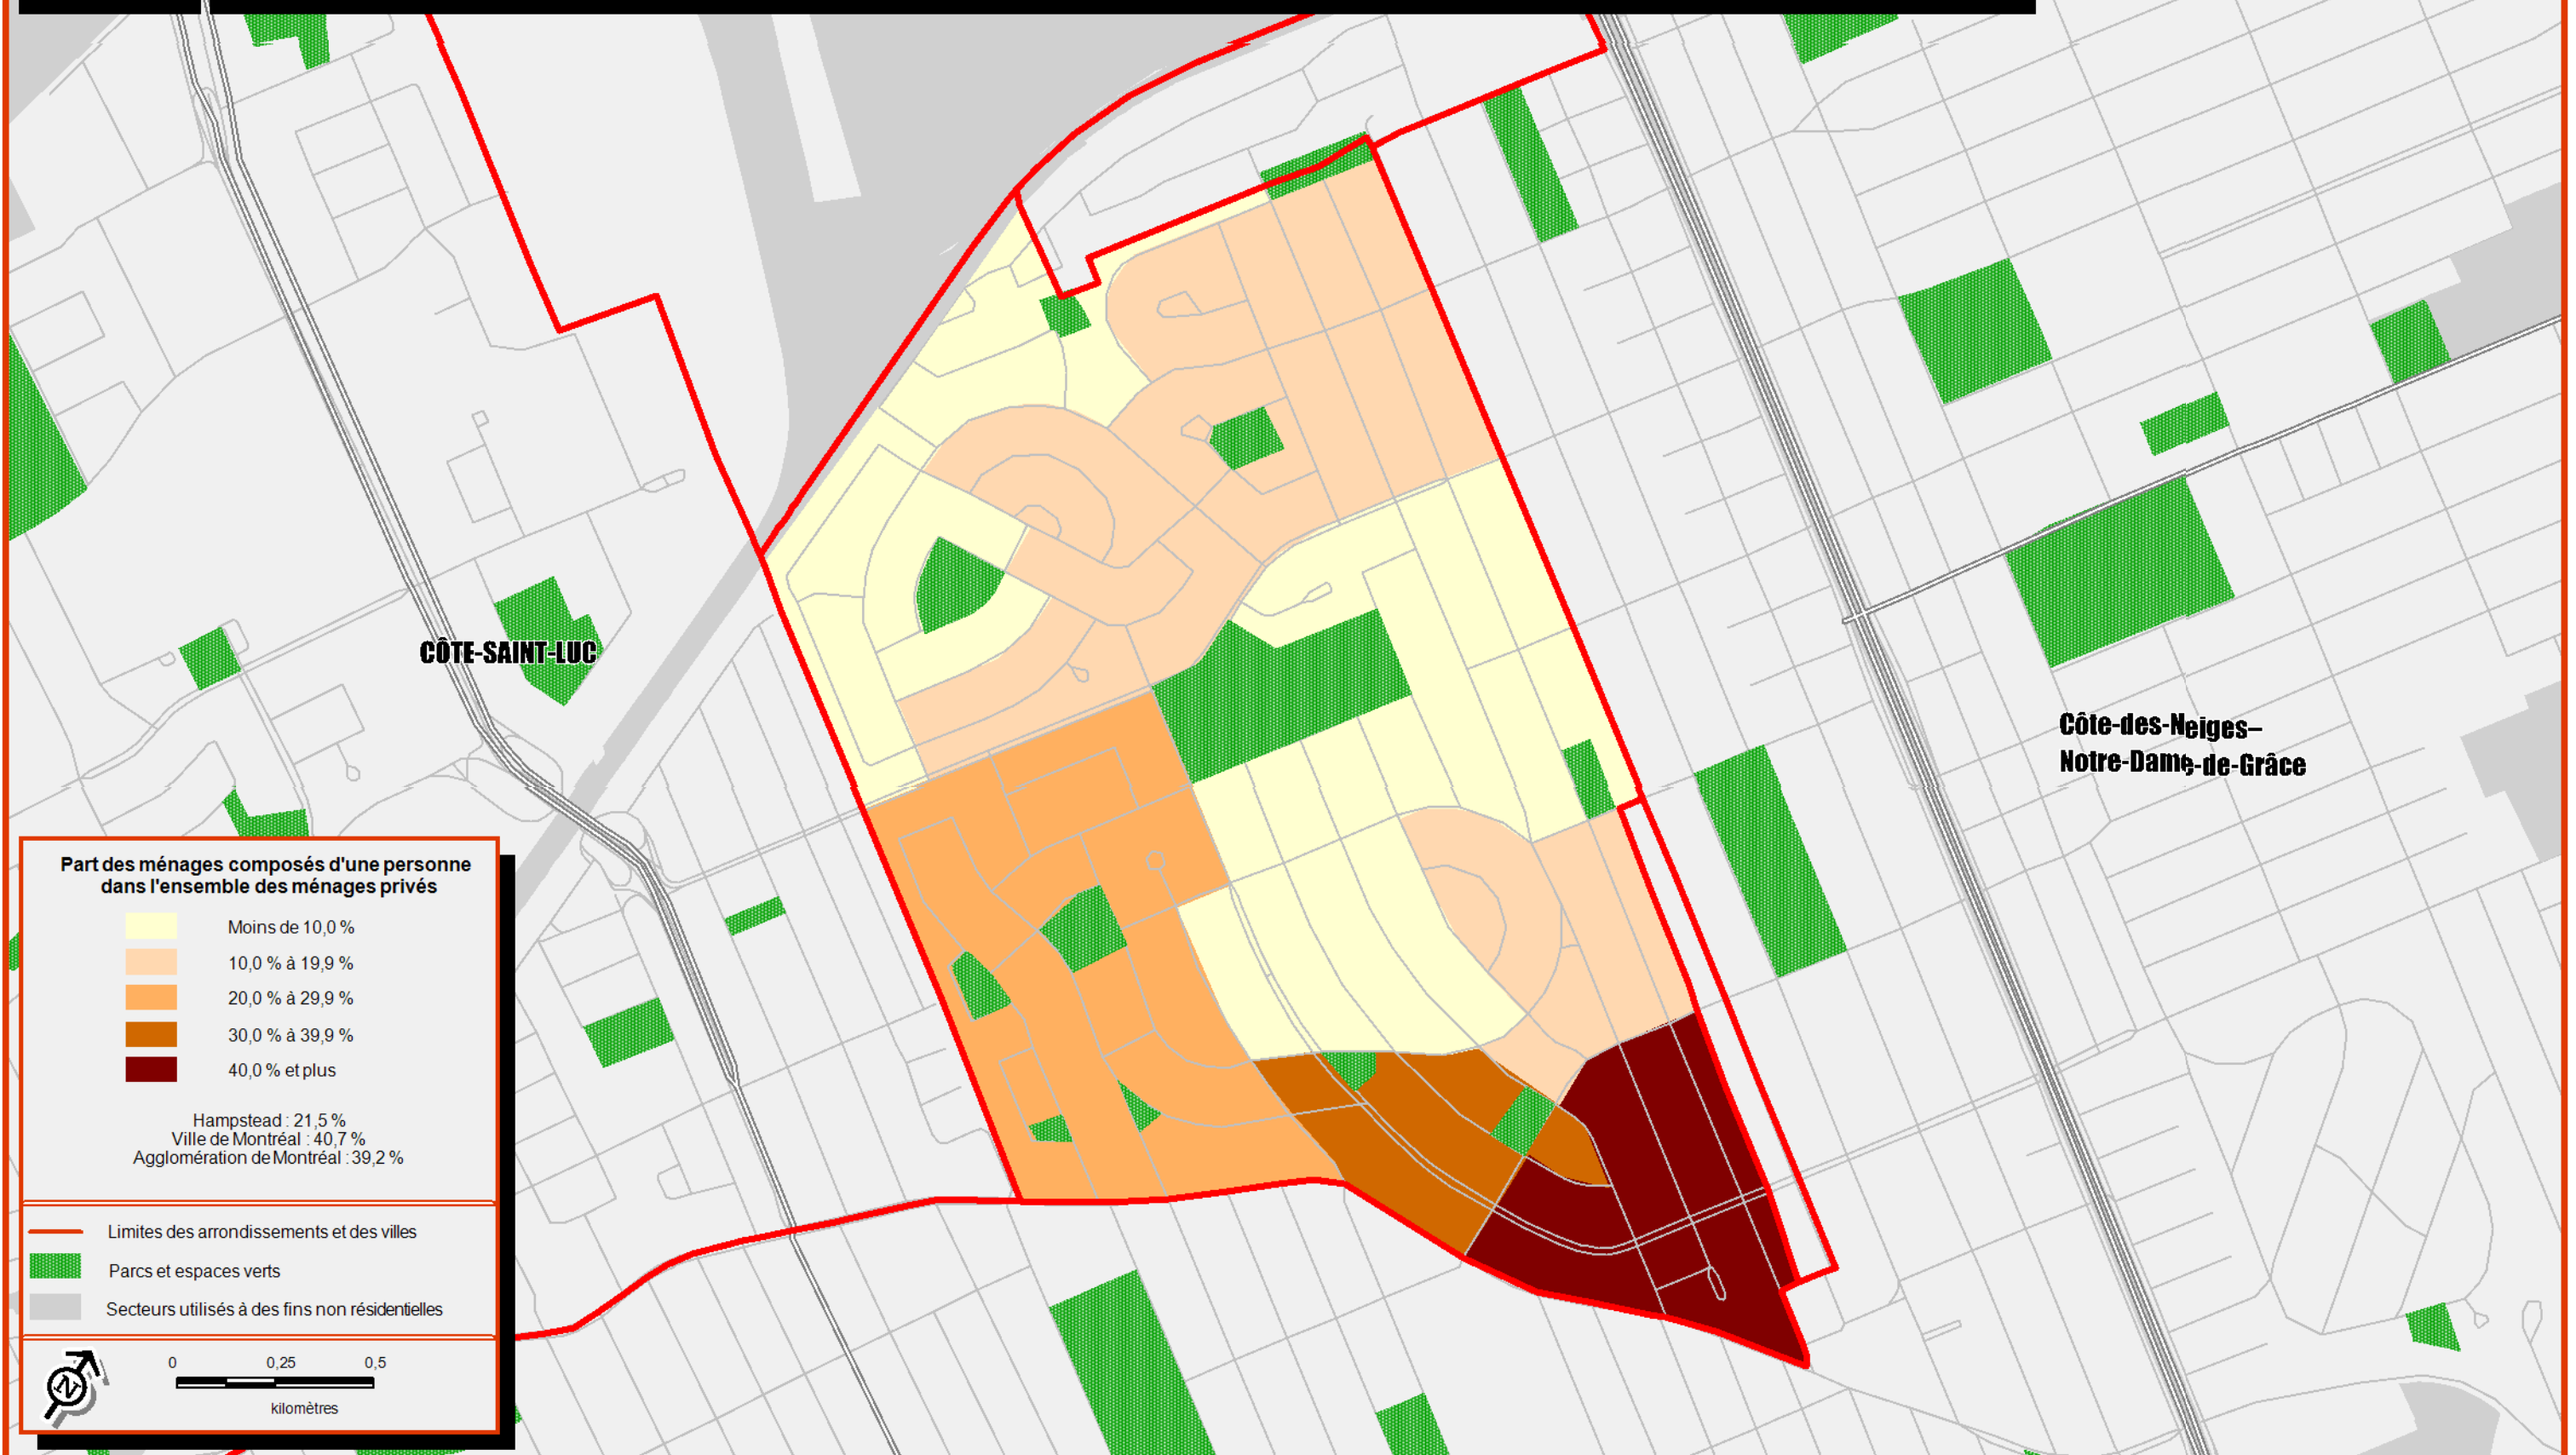 CÔTE-SAINT-LUC
Côte-des-Neiges–
Notre-Dame-de-Grâce
Part des ménages composés d'une personne
dans l'ensemble des ménages privés
Moins de 10,0 %
10,0 % à 19,9 %
20,0 % à 29,9 %
30,0 % à 39,9 %
40,0 % et plus
Hampstead : 21,5 %
Ville de Montréal : 40,7 %
Agglomération de Montréal : 39,2 %
Limites des arrondissements et des villes
Parcs et espaces verts
Secteurs utilisés à des fins non résidentielles
N
0 0,25 0,5
kilomètres